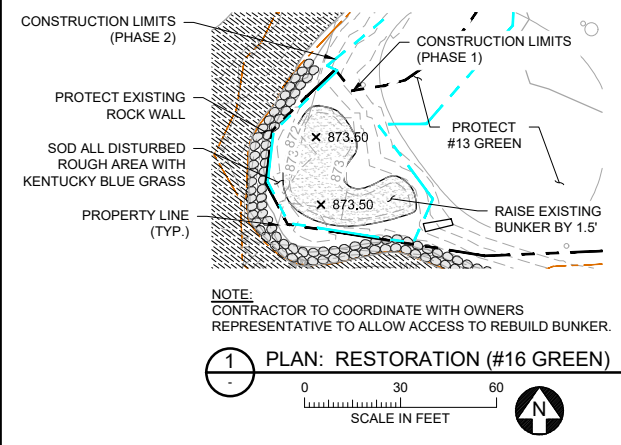 CONSTRUCTION LIMITS
(PHASE 2)
CONSTRUCTION LIMITS
(PHASE 1)
PROTECT EXISTING
ROCK WALL
PROTECT
#13 GREEN
SOD ALL DISTURBED
ROUGH AREA WITH
KENTUCKY BLUE GRASS
873.50
873
872
873
873.50
PROPERTY LINE
(TYP.)
RAISE EXISTING
BUNKER BY 1.5'
NOTE:
CONTRACTOR TO COORDINATE WITH OWNERS
REPRESENTATIVE TO ALLOW ACCESS TO REBUILD BUNKER.
1
-
PLAN: RESTORATION (#16 GREEN)
0 30 60
SCALE IN FEET
N